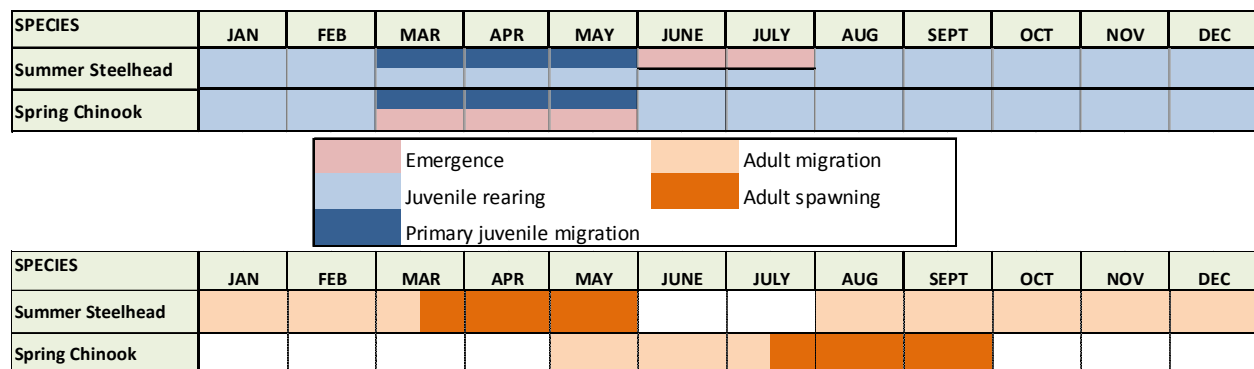 SPECIES JAN FEB MAR APR MAY JUNE JULY AUG SEPT OCT NOV DEC
Summer Steelhead
Spring Chinook
Emergence Adult migration
Juvenile rearing Adult spawning
Primary juvenile migration
SPECIES JAN FEB MAR APR MAY JUNE JULY AUG SEPT OCT NOV DEC
Summer Steelhead
Spring Chinook